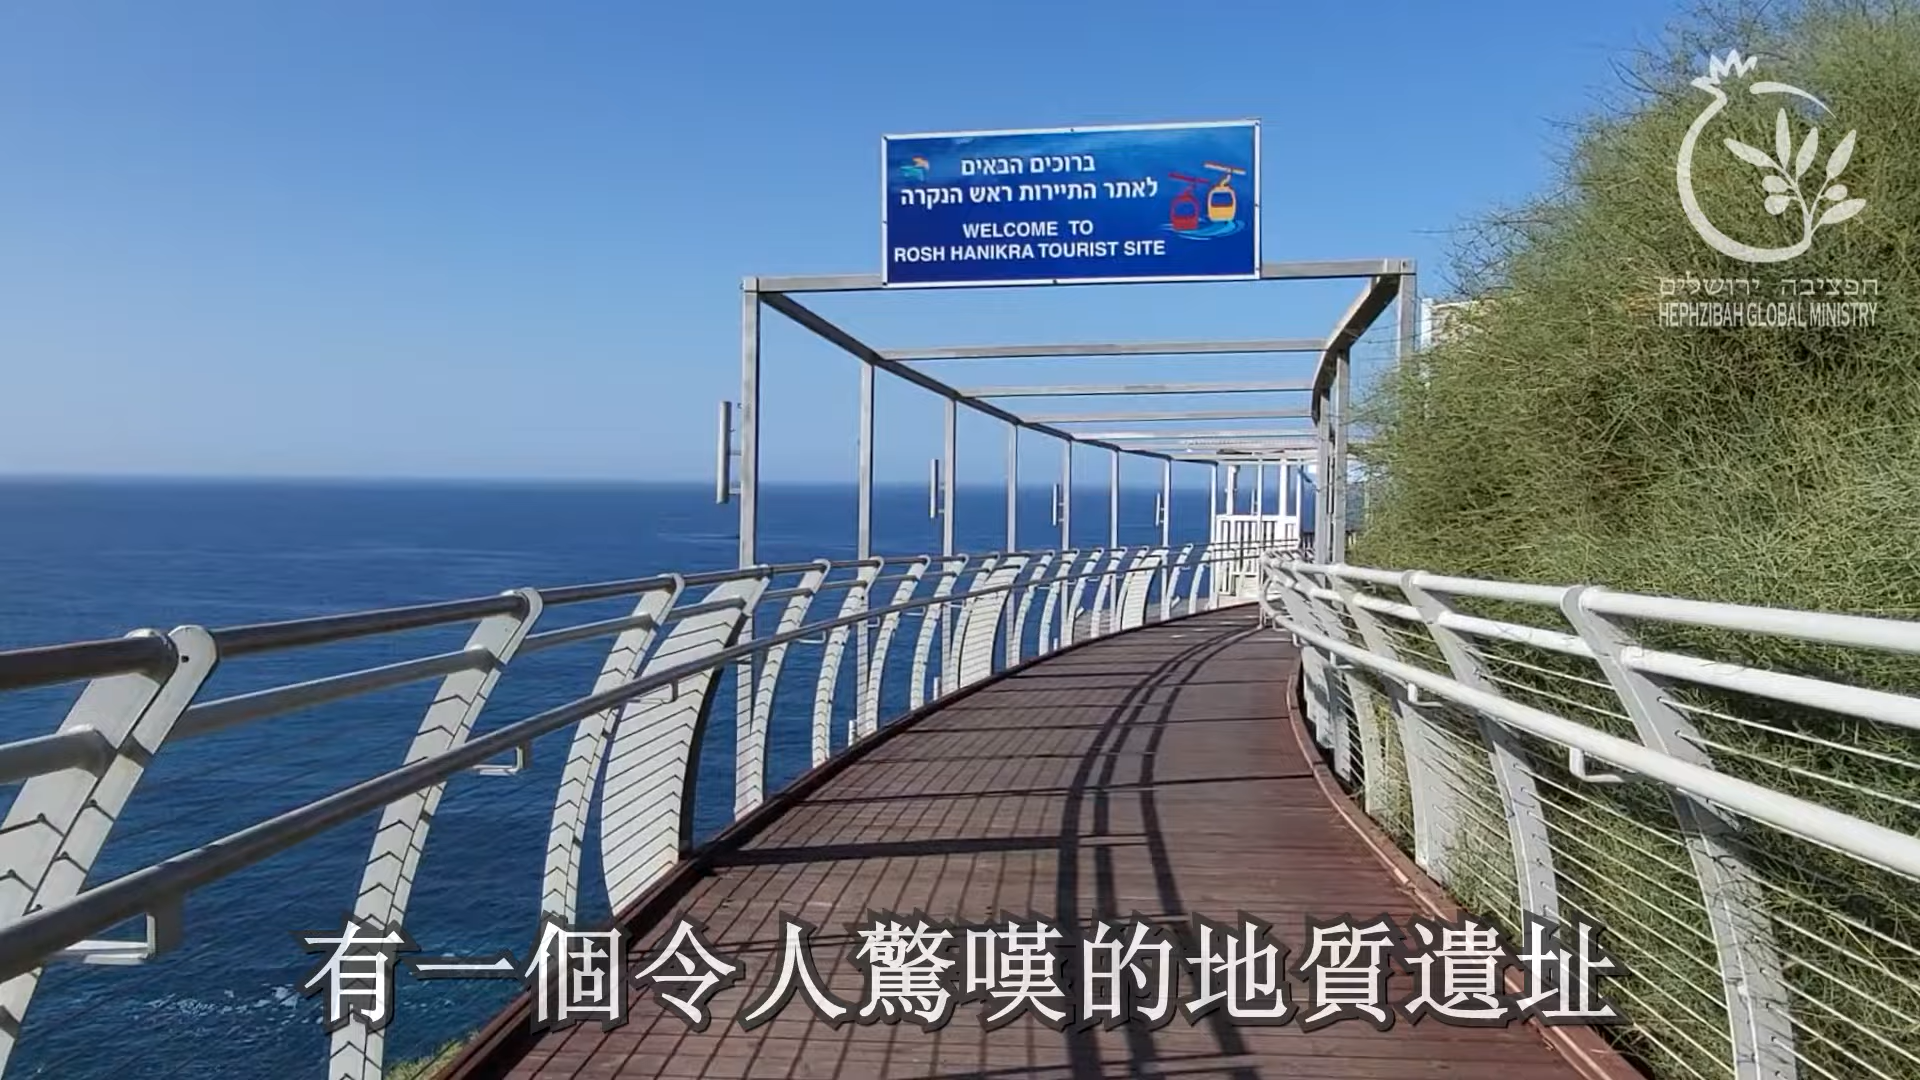 ברוכים הבאים
לאתר התיירות ראש הנקרה
WELCOME TO
ROSH HANIKRA TOURIST SITE
חפציבה ירושלים
HEPHZIBAH GLOBAL MINISTRY
有一個令人驚嘆的地質遺址